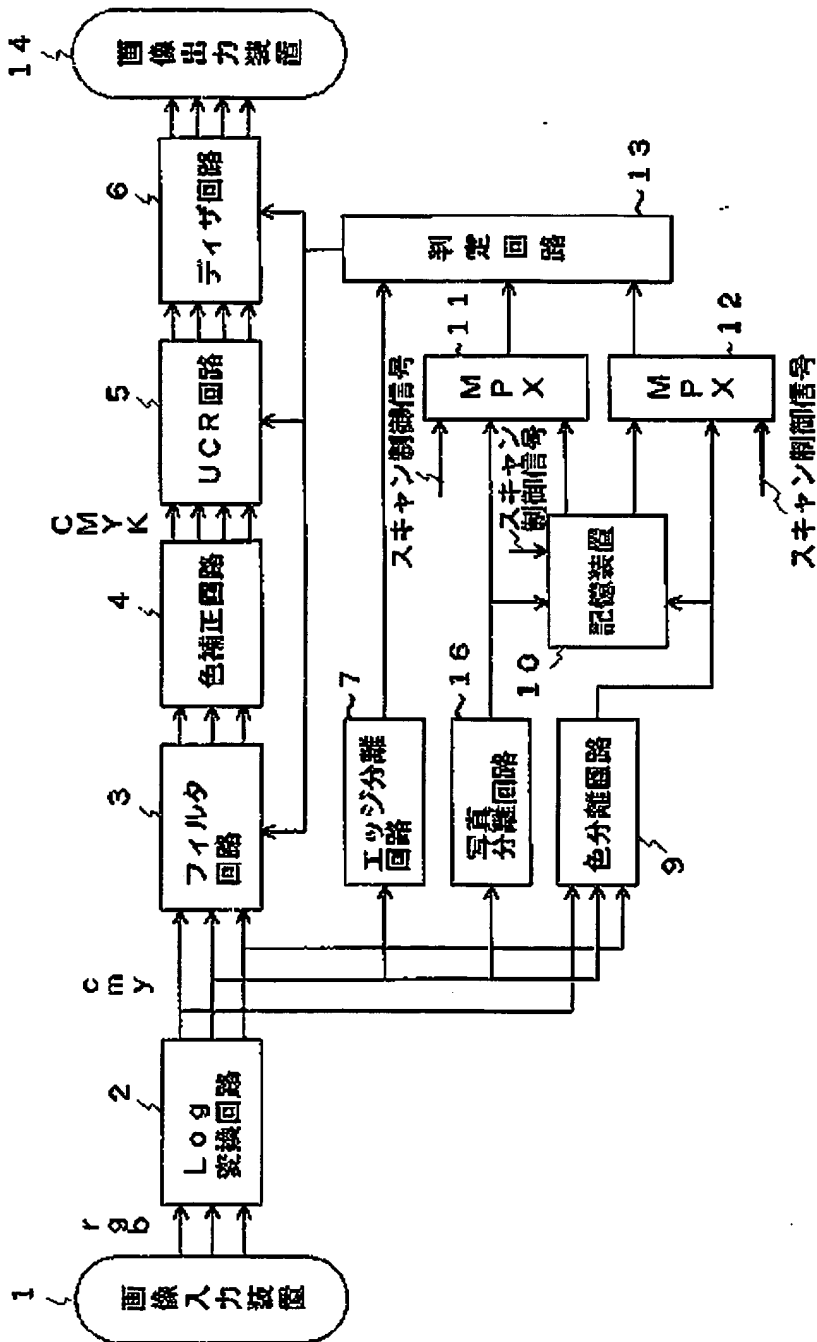 1
画像入力装置
r
g
b
2
Log
変換回路
c
m
y
3
フィルタ
回路
4
色補正回路
C
M
Y
K
5
UCR回路
6
ディザ回路
14
画像出力装置
7
エッジ分離
回路
16
写真
分離回路
9
色分離回路
10
記憶装置
スキャン
制御信号
スキャン制御信号
11
MPX
12
MPX
スキャン制御信号
13
判定回路